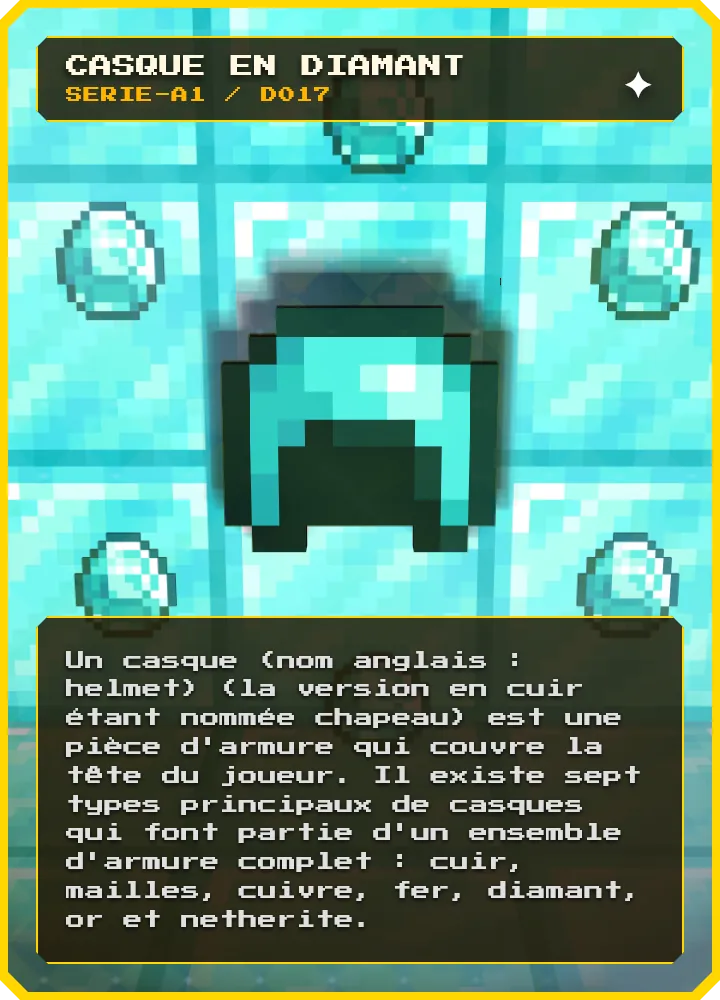 CASQUE EN DIAMANT
SERIE-A1 / D017
Un casque (nom anglais :
helmet) (la version en cuir
étant nommée chapeau) est une
pièce d'armure qui couvre la
tête du joueur. Il existe sept
types principaux de casques
qui font partie d'un ensemble
d'armure complet : cuir,
mailles, cuivre, fer, diamant,
or et netherite.